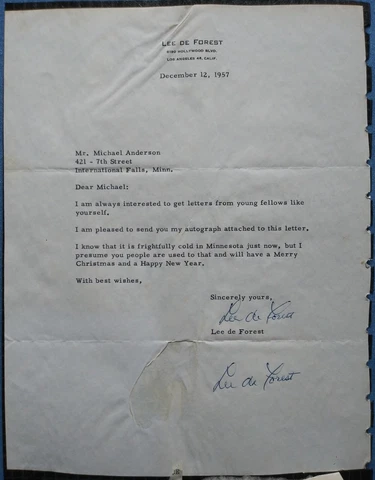 LEE DE FOREST
HOLLYWOOD BLVD.
LOS ANGELES CALIF.
December 12, 1957
Mr. Michael Anderson
421 - 7th Street
International Falls, Minn.
Dear Michael:
I am always interested to get letters from young fellows like
yourself.
I am pleased to send you my autograph attached to this letter.
I know that it is frightfully cold in Minnesota just now, but I
presume you people are used to that and will have a Merry
Christmas and a Happy New Year.
With best wishes,
Sincerely yours,
Lee de Forest
Lee de Forest
Lee de Forest